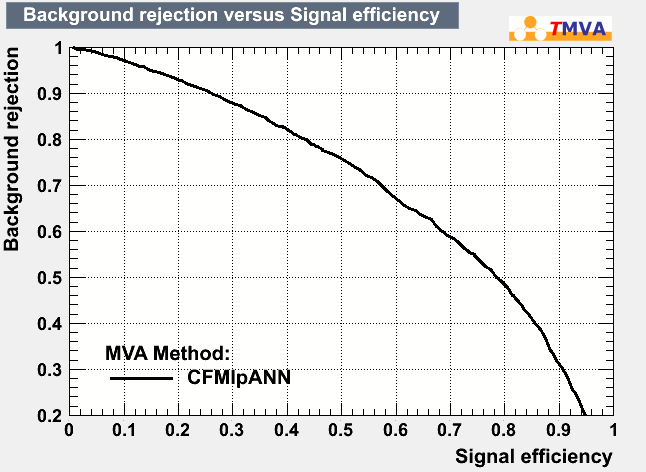 Background rejection versus Signal efficiency
TMVA
Background rejection
1
0.9
0.8
0.7
0.6
0.5
0.4
0.3
0.2
MVA Method:
CFMlpANN
0 0.1 0.2 0.3 0.4 0.5 0.6 0.7 0.8 0.9 1
Signal efficiency